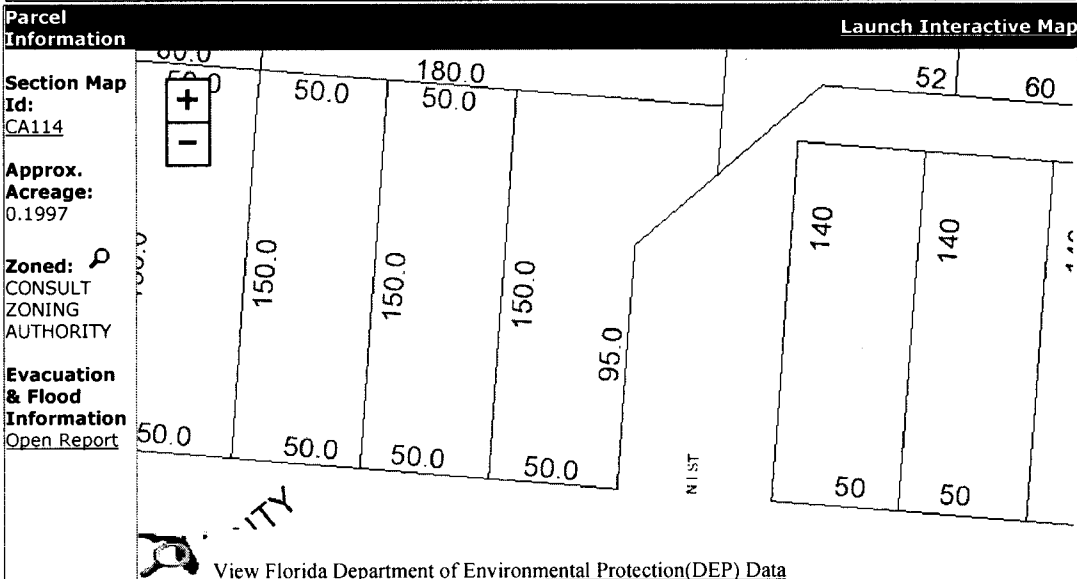 Parcel
Information
Launch Interactive Map
Section Map
Id:
CA114
Approx.
Acreage:
0.1997
Zoned:
CONSULT
ZONING
AUTHORITY
Evacuation
& Flood
Information
Open Report
+
−
180.0
50.0
50.0
52
60
150.0
150.0
150.0
95.0
140
140
50.0
50.0
50.0
50.0
50
50
N I ST
View Florida Department of Environmental Protection(DEP) Data